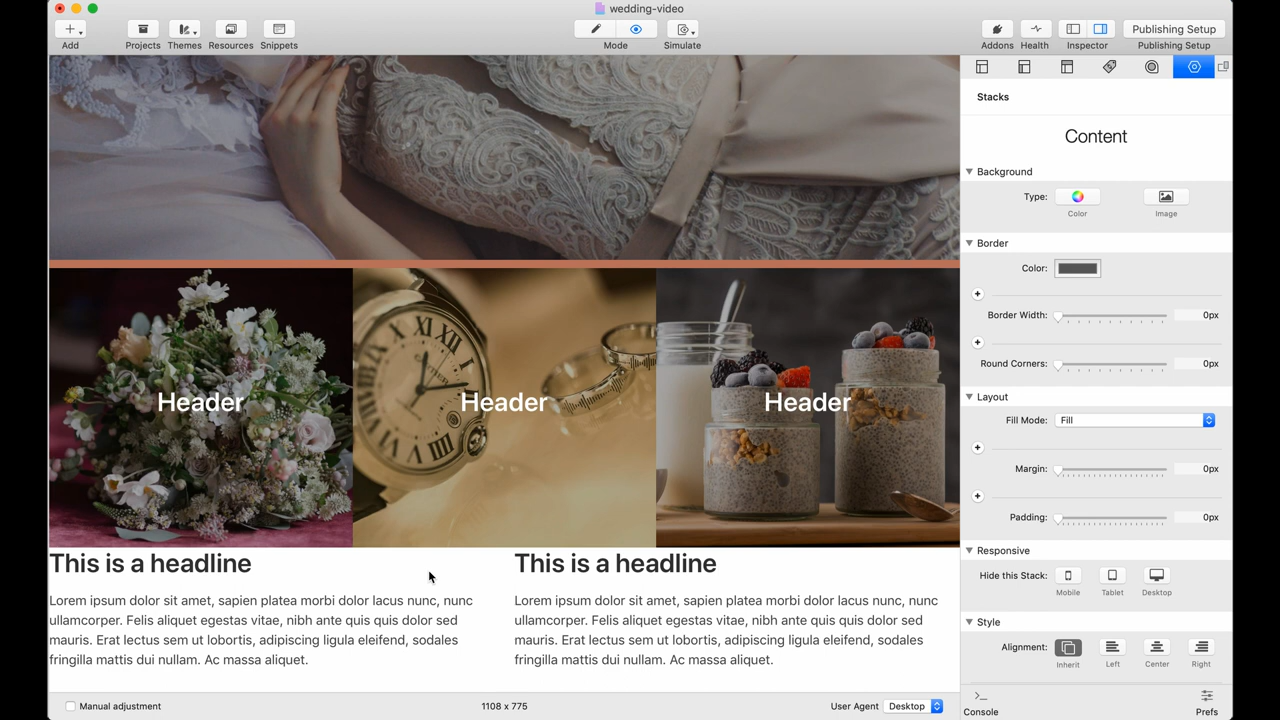 wedding-video
Add
Projects
Themes
Resources
Snippets
Mode
Simulate
Addons
Health
Inspector
Publishing Setup
Publishing Setup
Stacks
Content
Background
Type:
Color
Image
Border
Color:
Border Width:
0px
Round Corners:
0px
Layout
Fill Mode:
Fill
Margin:
0px
Padding:
0px
Responsive
Hide this Stack:
Mobile
Tablet
Desktop
Style
Alignment:
Inherit
Left
Center
Right
Console
Prefs
Header
Header
Header
This is a headline
Lorem ipsum dolor sit amet, sapien platea morbi dolor lacus nunc, nunc
ullamcorper. Felis aliquet egestas vitae, nibh ante quis quis dolor sed
mauris. Erat lectus sem ut lobortis, adipiscing ligula eleifend, sodales
fringilla mattis dui nullam. Ac massa aliquet.
This is a headline
Lorem ipsum dolor sit amet, sapien platea morbi dolor lacus nunc, nunc
ullamcorper. Felis aliquet egestas vitae, nibh ante quis quis dolor sed
mauris. Erat lectus sem ut lobortis, adipiscing ligula eleifend, sodales
fringilla mattis dui nullam. Ac massa aliquet.
Manual adjustment
1108 x 775
User Agent
Desktop